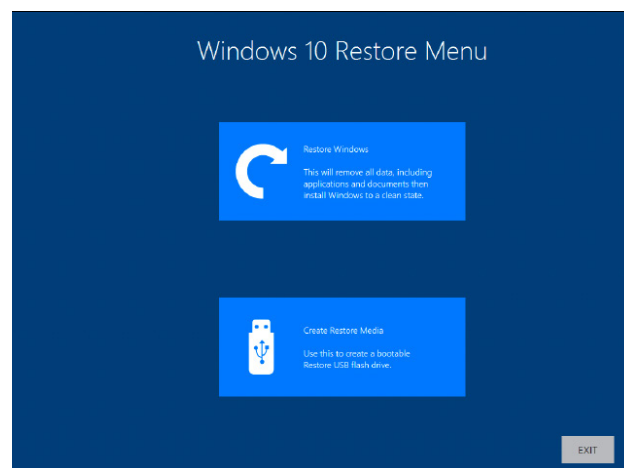 Windows 10 Restore Menu
Restore Windows
This will remove all data, including
applications and documents then
install Windows to a clean state.
Create Restore Media
Use this to create a bootable
Restore USB flash drive.
EXIT